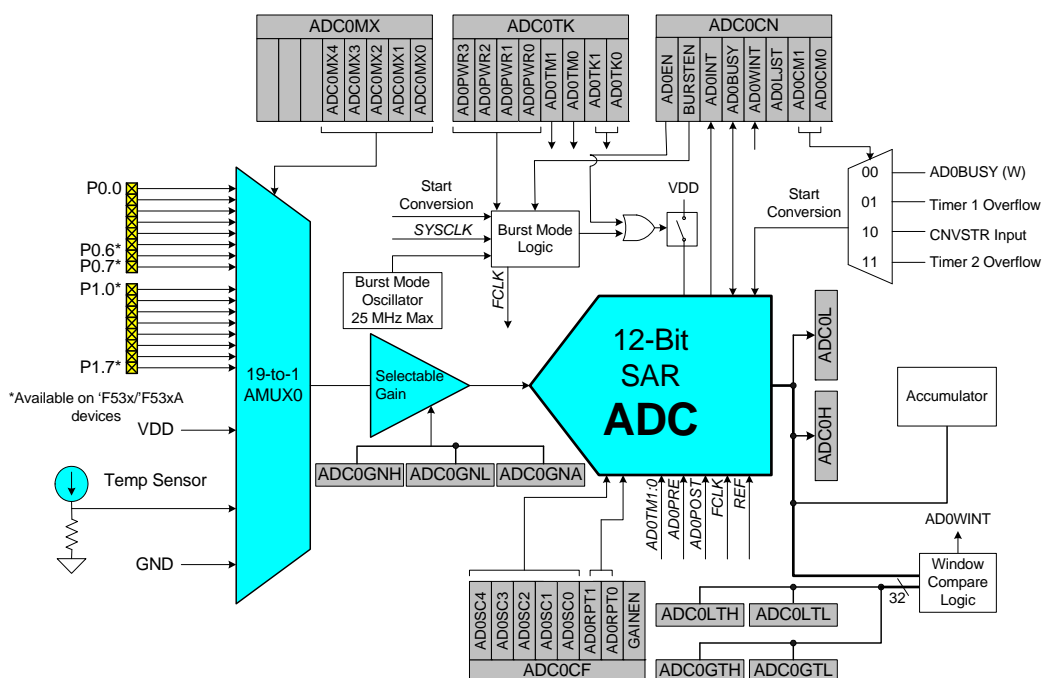 ADC0MX
ADC0MX4
ADC0MX3
ADC0MX2
ADC0MX1
ADC0MX0
ADC0TK
AD0PWR3
AD0PWR2
AD0PWR1
AD0PWR0
AD0TM1
AD0TM0
AD0TK1
AD0TK0
ADC0CN
AD0EN
BURSTEN
AD0INT
AD0BUSY
AD0WINT
AD0LJST
AD0CM1
AD0CM0
P0.0
P0.6*
P0.7*
P1.0*
P1.7*
*Available on ‘F53x/’F53xA
devices
VDD
Temp Sensor
GND
19-to-1
AMUX0
Start
Conversion
SYSCLK
Burst Mode
Logic
Burst Mode
Oscillator
25 MHz Max
FCLK
VDD
Start
Conversion
00
01
10
11
AD0BUSY (W)
Timer 1 Overflow
CNVSTR Input
Timer 2 Overflow
Selectable
Gain
ADC0GNH
ADC0GNL
ADC0GNA
12-Bit
SAR
ADC
ADC0L
ADC0H
Accumulator
AD0TM1:0
AD0PRE
AD0POST
FCLK
REF
AD0WINT
Window
Compare
Logic
32
AD0SC4
AD0SC3
AD0SC2
AD0SC1
AD0SC0
AD0RPT1
AD0RPT0
GAINEN
ADC0CF
ADC0LTH
ADC0LTL
ADC0GTH
ADC0GTL